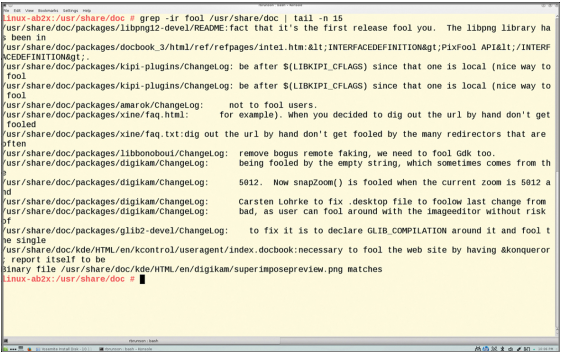 File Edit View Bookmarks Settings Help
linux-ab2x:/usr/share/doc # grep -ir fool /usr/share/doc | tail -n 15
/usr/share/doc/packages/libpng12-devel/README:fact that it's the first release fool you.  The libpng library ha
s been in
/usr/share/doc/packages/docbook_3/html/ref/refpages/inte1.htm:&lt;INTERFACEDEFINITION&gt;PixFool API&lt;/INTERF
ACEDEFINITION&gt;.
/usr/share/doc/packages/kipi-plugins/ChangeLog: be after $(LIBKIPI_CFLAGS) since that one is local (nice way to
 fool
/usr/share/doc/packages/kipi-plugins/ChangeLog: be after $(LIBKIPI_CFLAGS) since that one is local (nice way to
 fool
/usr/share/doc/packages/amarok/ChangeLog:    not to fool users.
/usr/share/doc/packages/xine/faq.html:      for example). When you decided to dig out the url by hand don't get
 fooled
/usr/share/doc/packages/xine/faq.txt:dig out the url by hand don't get fooled by the many redirectors that are
often
/usr/share/doc/packages/libbonoboui/ChangeLog:  remove bogus remote faking, we need to fool Gdk too.
/usr/share/doc/packages/digikam/ChangeLog:      being fooled by the empty string, which sometimes comes from th
e
/usr/share/doc/packages/digikam/ChangeLog:      5012.  Now snapZoom() is fooled when the current zoom is 5012 a
nd
/usr/share/doc/packages/digikam/ChangeLog:      Carsten Lohrke to fix .desktop file to foolow last change from
/usr/share/doc/packages/digikam/ChangeLog:      bad, as user can fool around with the imageeditor without risk
of
/usr/share/doc/packages/glib2-devel/ChangeLog:    to fix it is to declare GLIB_COMPILATION around it and fool t
he single
/usr/share/doc/kde/HTML/en/kcontrol/useragent/index.docbook:necessary to fool the web site by having &konqueror
; report itself to be
Binary file /usr/share/doc/kde/HTML/en/digikam/superimposepreview.png matches
linux-ab2x:/usr/share/doc #